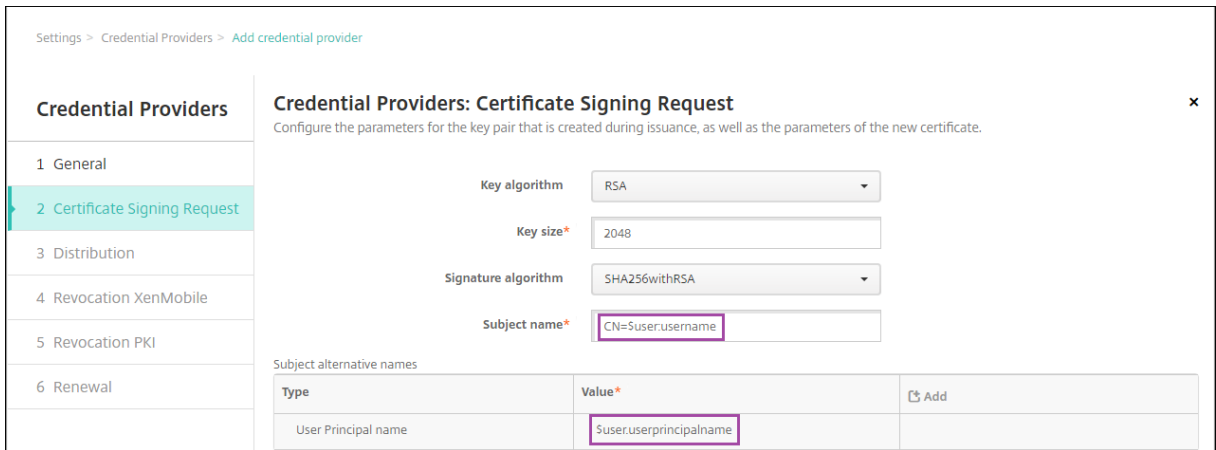 Settings > Credential Providers > Add credential provider
Credential Providers
1 General
2 Certificate Signing Request
3 Distribution
4 Revocation XenMobile
5 Revocation PKI
6 Renewal
Credential Providers: Certificate Signing Request
×
Configure the parameters for the key pair that is created during issuance, as well as the parameters of the new certificate.
Key algorithm RSA
Key size* 2048
Signature algorithm SHA256withRSA
Subject name* CN=$user.username
Subject alternative names
Type Value* Add
User Principal name $user.userprincipalname